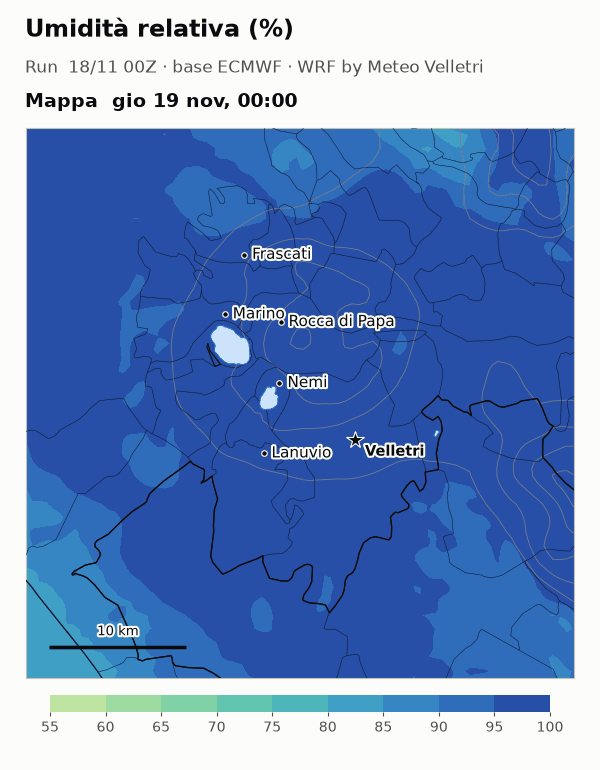 Umidità relativa (%)
Run  18/11 00Z · base ECMWF · WRF by Meteo Velletri
Mappa  gio 19 nov, 00:00
Frascati
Marino
Rocca di Papa
Nemi
Velletri
Lanuvio
10 km
55 60 65 70 75 80 85 90 95 100